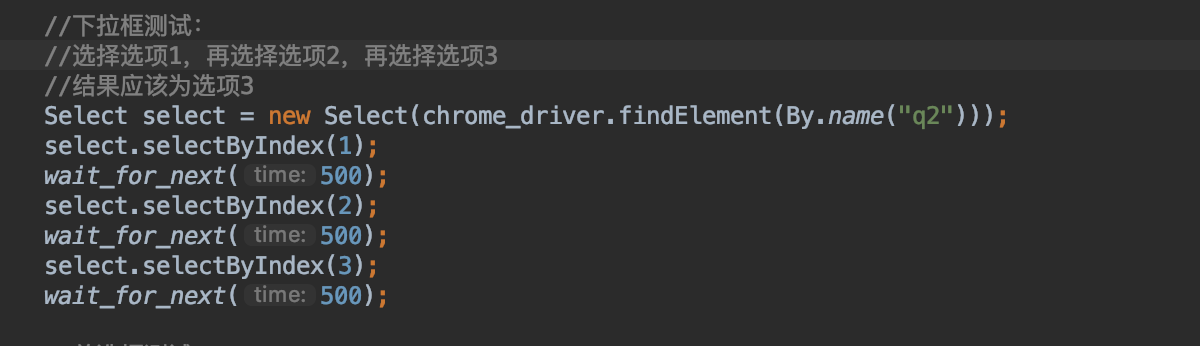 //下拉框测试：
//选择选项1，再选择选项2，再选择选项3
//结果应该为选项3
Select select = new Select(chrome_driver.findElement(By.name("q2")));
select.selectByIndex(1);
wait_for_next( time: 500);
select.selectByIndex(2);
wait_for_next( time: 500);
select.selectByIndex(3);
wait_for_next( time: 500);